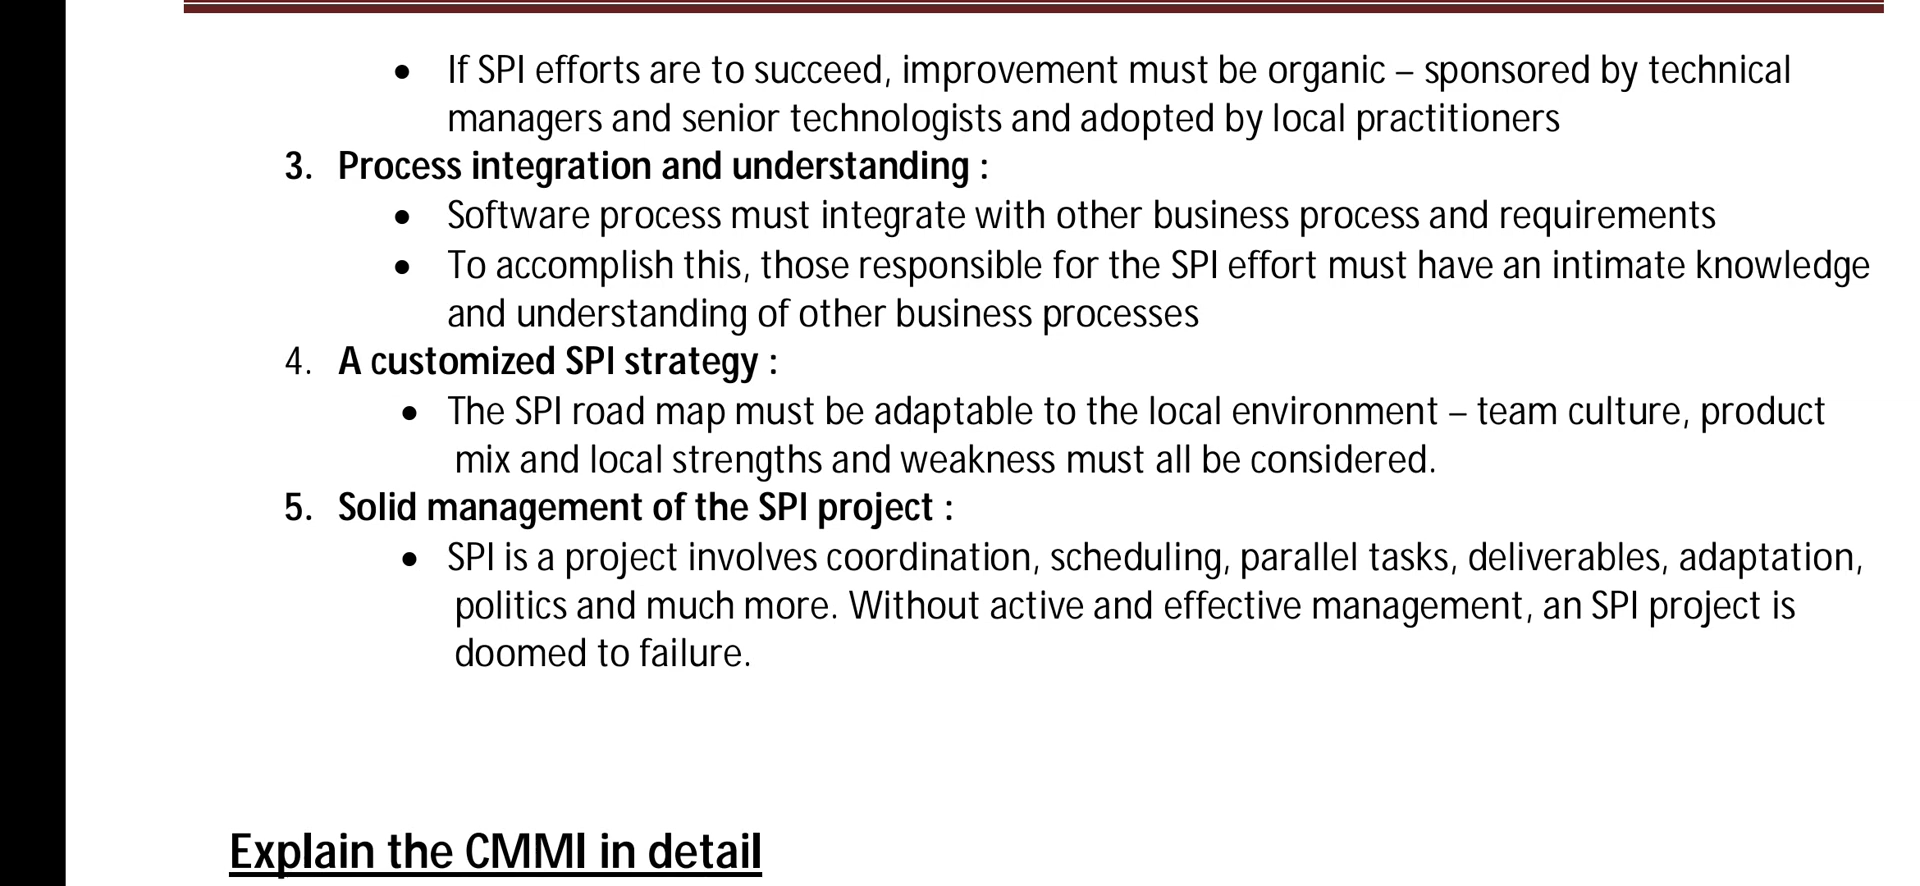 • If SPI efforts are to succeed, improvement must be organic – sponsored by technical
managers and senior technologists and adopted by local practitioners
3. Process integration and understanding :
• Software process must integrate with other business process and requirements
• To accomplish this, those responsible for the SPI effort must have an intimate knowledge
and understanding of other business processes
4. A customized SPI strategy :
• The SPI road map must be adaptable to the local environment – team culture, product
mix and local strengths and weakness must all be considered.
5. Solid management of the SPI project :
• SPI is a project involves coordination, scheduling, parallel tasks, deliverables, adaptation,
politics and much more. Without active and effective management, an SPI project is
doomed to failure.
Explain the CMMI in detail